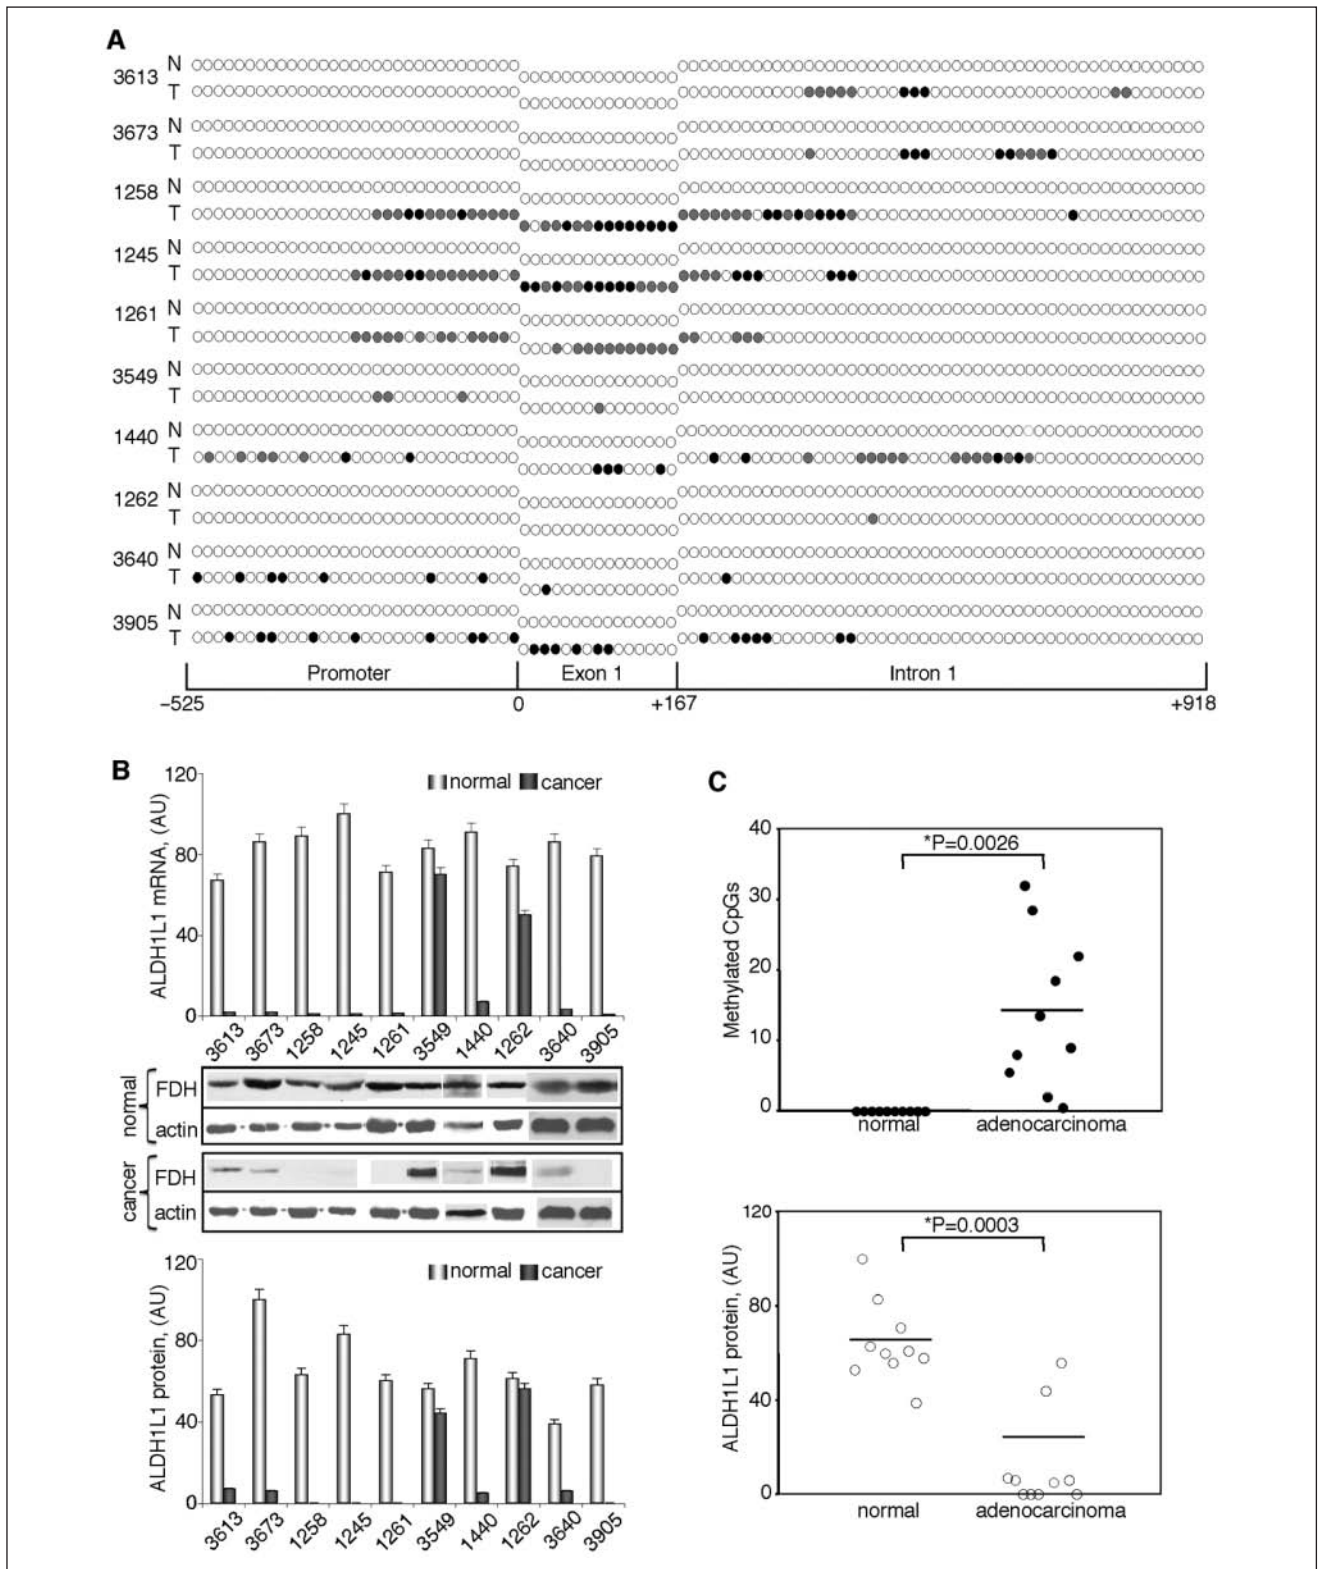 A
3613 N
T
3673 N
T
1258 N
T
1245 N
T
1261 N
T
3549 N
T
1440 N
T
1262 N
T
3640 N
T
3905 N
T
Promoter Exon 1 Intron 1
−525 0 +167 +918
B
ALDH1L1 mRNA, (AU)
normal cancer
120
80
40
0
3613 3673 1258 1245 1261 3549 1440 1262 3640 3905
normal
FDH
actin
cancer
FDH
actin
ALDH1L1 protein, (AU)
normal cancer
120
80
40
0
3613 3673 1258 1245 1261 3549 1440 1262 3640 3905
C
Methylated CpGs
*P=0.0026
40
30
20
10
0
normal adenocarcinoma
ALDH1L1 protein, (AU)
*P=0.0003
120
80
40
0
normal adenocarcinoma